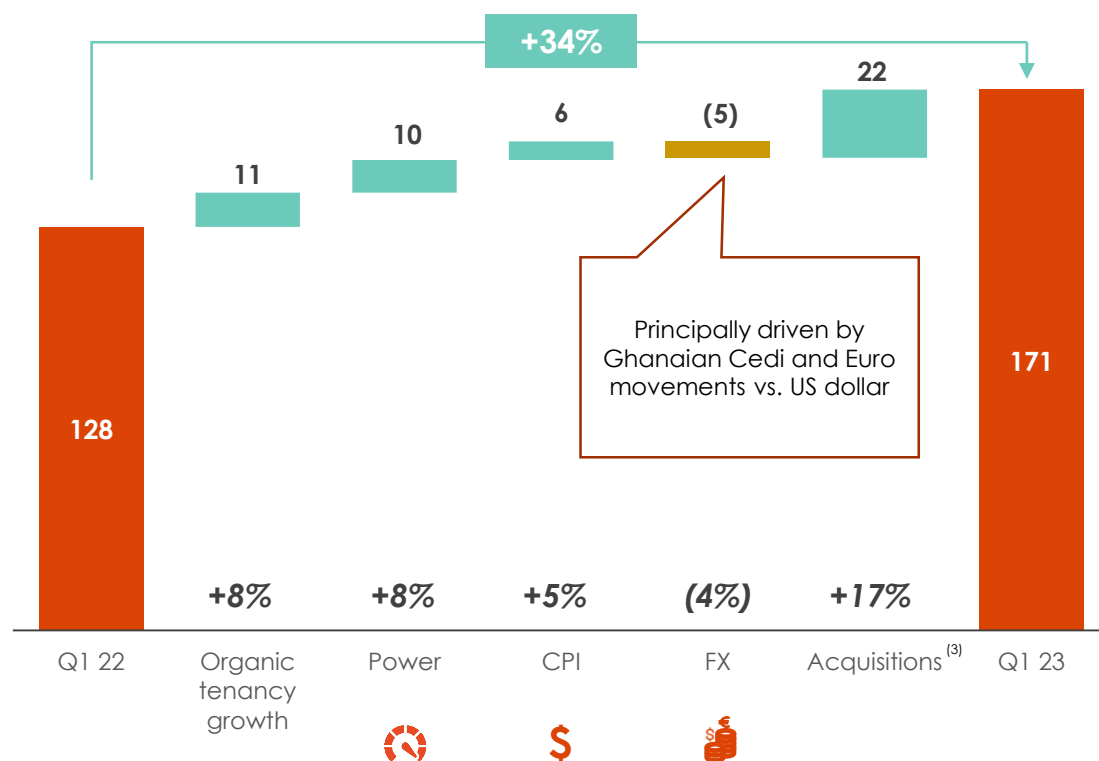 +34%
22
6
(5)
10
11
Principally driven by
Ghanaian Cedi and Euro
movements vs. US dollar
171
128
+8%
+8%
+5%
(4%)
+17%
Q1 22
Organic
tenancy
growth
Power
CPI
FX
Acquisitions (3)
Q1 23
$
$ €